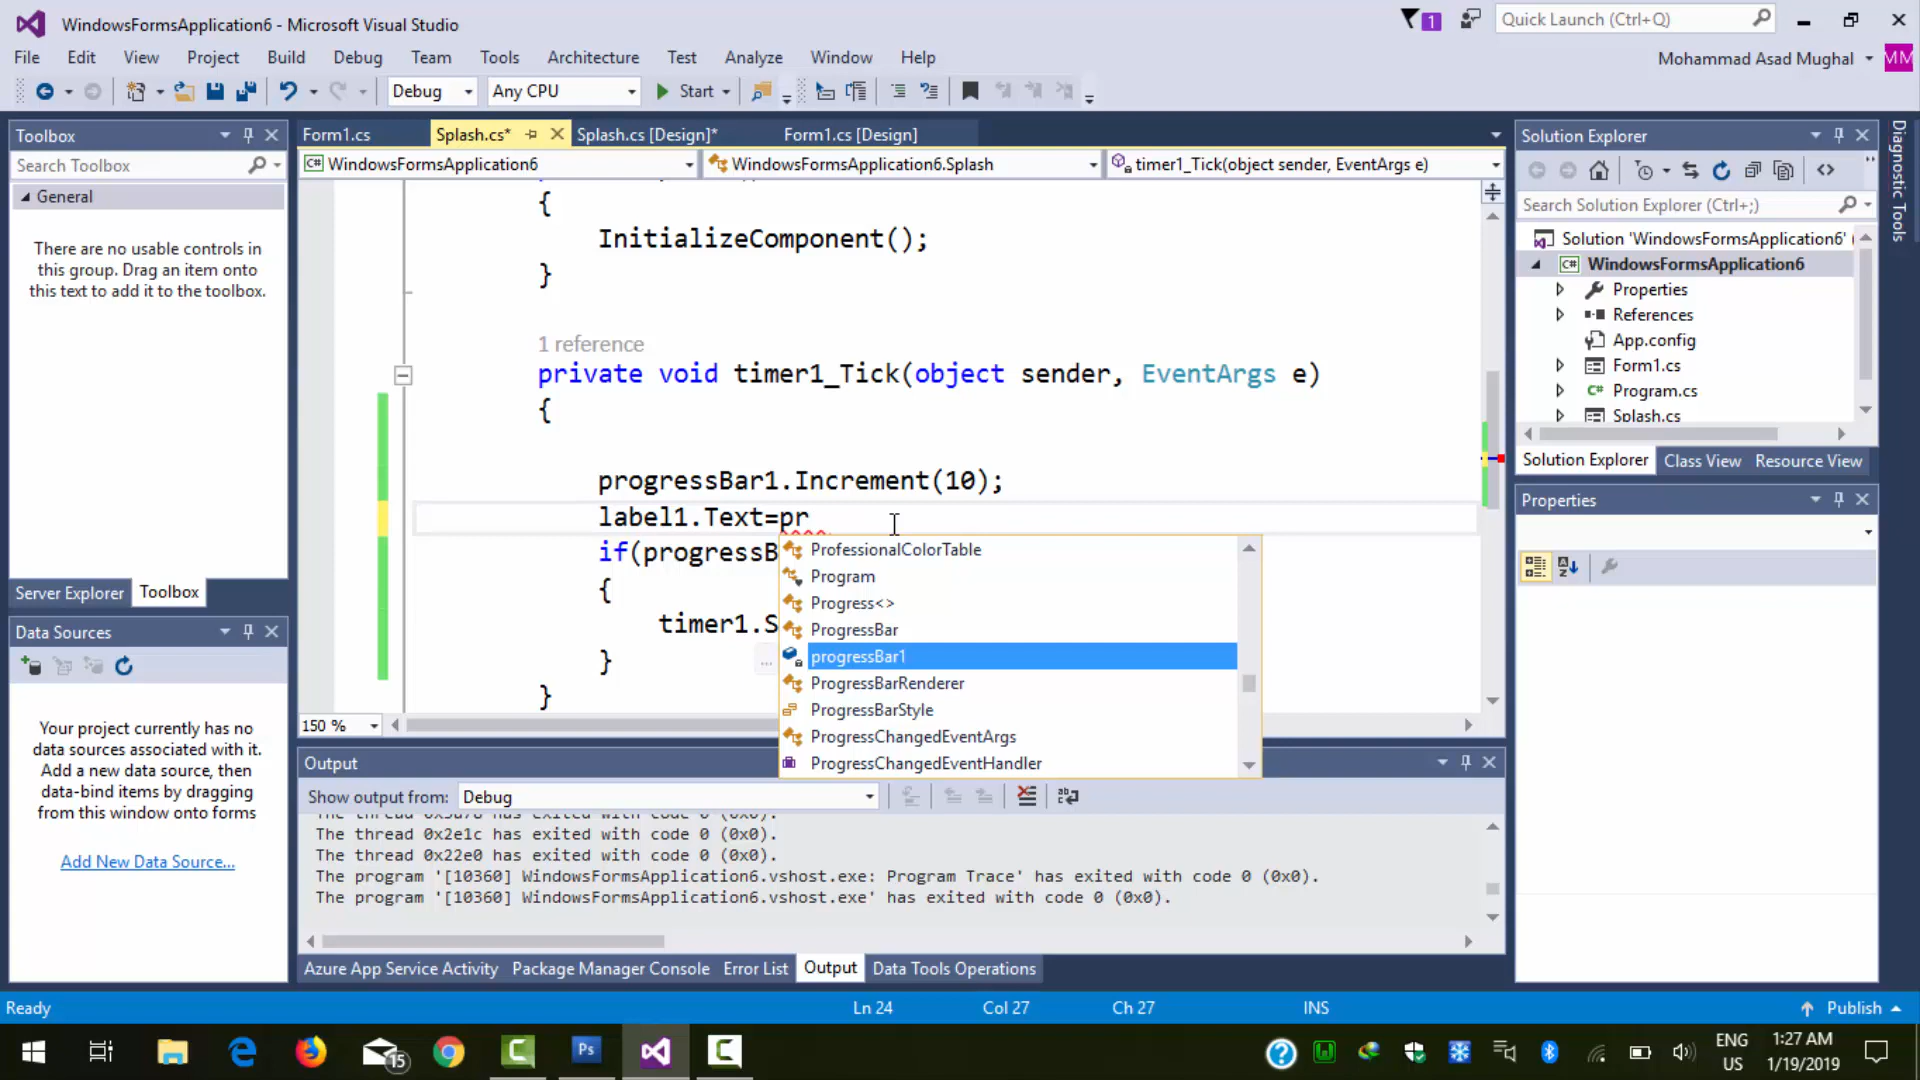 WindowsFormsApplication6 - Microsoft Visual Studio
1
Quick Launch (Ctrl+Q)
File Edit View Project Build Debug Team Tools Architecture Test Analyze Window Help
Mohammad Asad Mughal
MM
Debug
Any CPU
Start
Toolbox
Search Toolbox
General
There are no usable controls in
this group. Drag an item onto
this text to add it to the toolbox.
Server Explorer Toolbox
Data Sources
Your project currently has no
data sources associated with it.
Add a new data source, then
data-bind items by dragging
from this window onto forms
Add New Data Source...
Form1.cs Splash.cs* Splash.cs [Design]* Form1.cs [Design]
WindowsFormsApplication6
WindowsFormsApplication6.Splash
timer1_Tick(object sender, EventArgs e)
{
InitializeComponent();
}
1 reference
private void timer1_Tick(object sender, EventArgs e)
{
progressBar1.Increment(10);
label1.Text=pr
if(progressB
{
timer1.S
}
...
}
ProfessionalColorTable
Program
Progress<>
ProgressBar
progressBar1
ProgressBarRenderer
ProgressBarStyle
ProgressChangedEventArgs
ProgressChangedEventHandler
150 %
Output
Show output from: Debug
The thread 0x2e1c has exited with code 0 (0x0).
The thread 0x22e0 has exited with code 0 (0x0).
The program '[10360] WindowsFormsApplication6.vshost.exe: Program Trace' has exited with code 0 (0x0).
The program '[10360] WindowsFormsApplication6.vshost.exe' has exited with code 0 (0x0).
Azure App Service Activity Package Manager Console Error List Output Data Tools Operations
Solution Explorer
Search Solution Explorer (Ctrl+;)
Solution 'WindowsFormsApplication6' (
C# WindowsFormsApplication6
Properties
References
App.config
Form1.cs
C# Program.cs
Splash.cs
Solution Explorer Class View Resource View
Properties
Diagnostic Tools
Ready
Ln 24
Col 27
Ch 27
INS
Publish
15
Ps
ENG
US
1:27 AM
1/19/2019